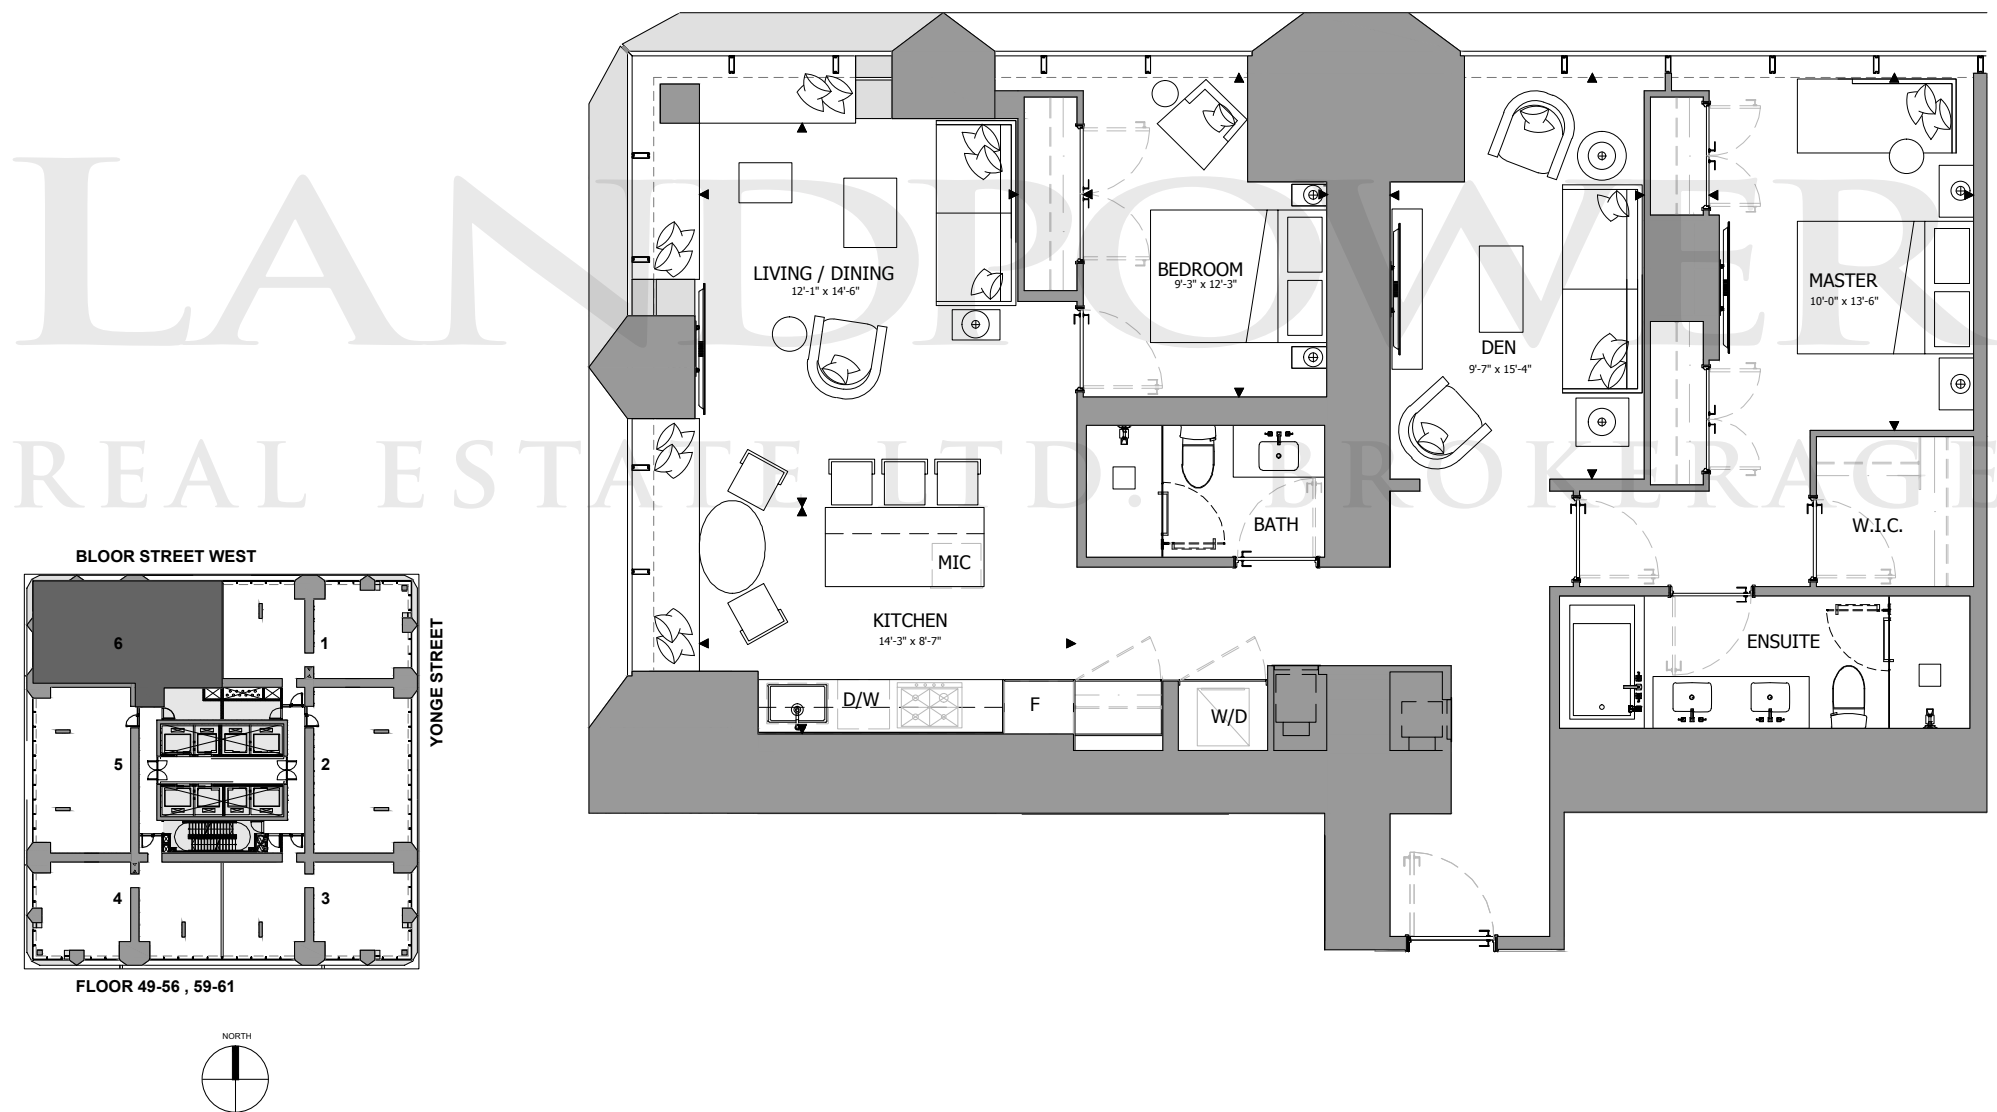 LANDPOWER
REAL ESTATE LTD. BROKERAGE
LIVING / DINING
12'-1" x 14'-6"
BEDROOM
9'-3" x 12'-3"
DEN
9'-7" x 15'-4"
MASTER
10'-0" x 13'-6"
BATH
W.I.C.
MIC
KITCHEN
14'-3" x 8'-7"
ENSUITE
D/W
F
W/D
BLOOR STREET WEST
YONGE STREET
6
1
5
2
4
3
FLOOR 49-56 , 59-61
NORTH